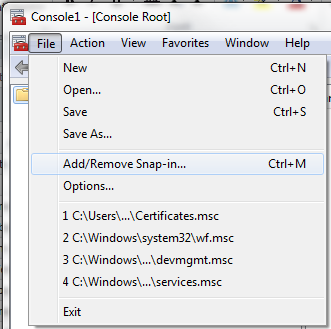 Console1 - [Console Root]
File Action View Favorites Window Help
New Ctrl+N
Open... Ctrl+O
Save Ctrl+S
Save As...
Add/Remove Snap-in... Ctrl+M
Options...
1 C:\Users\...\Certificates.msc
2 C:\Windows\system32\wf.msc
3 C:\Windows\...\devmgmt.msc
4 C:\Windows\...\services.msc
Exit